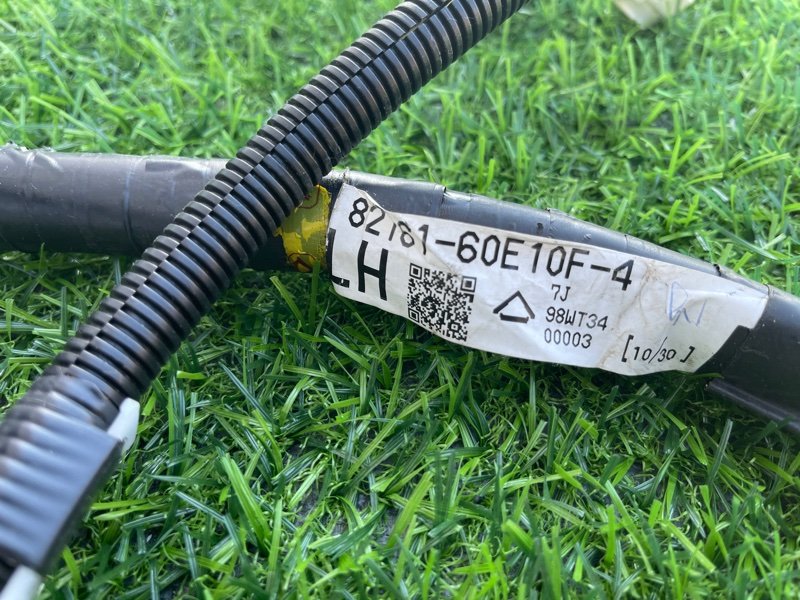 82161-60E10F-4
LH
7J
98WT34
00003
[10/30]